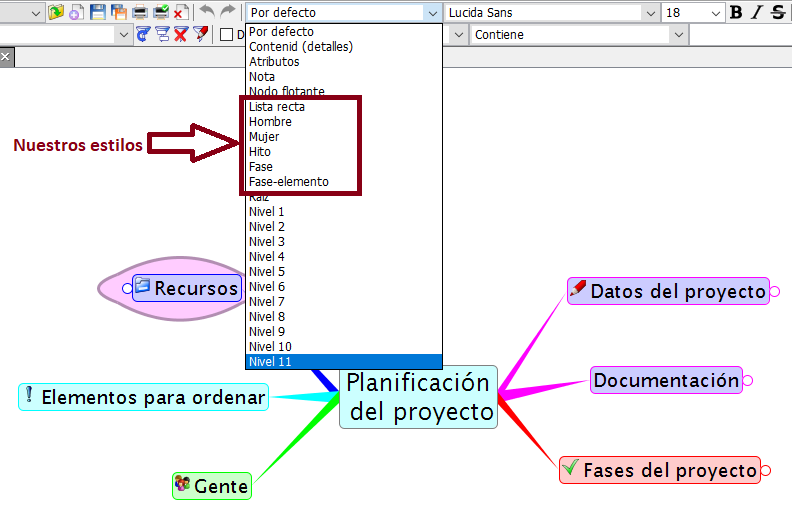 Por defecto
Lucida Sans
18
B I S
D
Contiene
Por defecto
Contenid (detalles)
Atributos
Nota
Nodo flotante
Lista recta
Hombre
Mujer
Hito
Fase
Fase-elemento
Raíz
Nivel 1
Nivel 2
Nivel 3
Nivel 4
Nivel 5
Nivel 6
Nivel 7
Nivel 8
Nivel 9
Nivel 10
Nivel 11
Nuestros estilos
Recursos
Datos del proyecto
Planificación
del proyecto
Documentación
Elementos para ordenar
Gente
Fases del proyecto